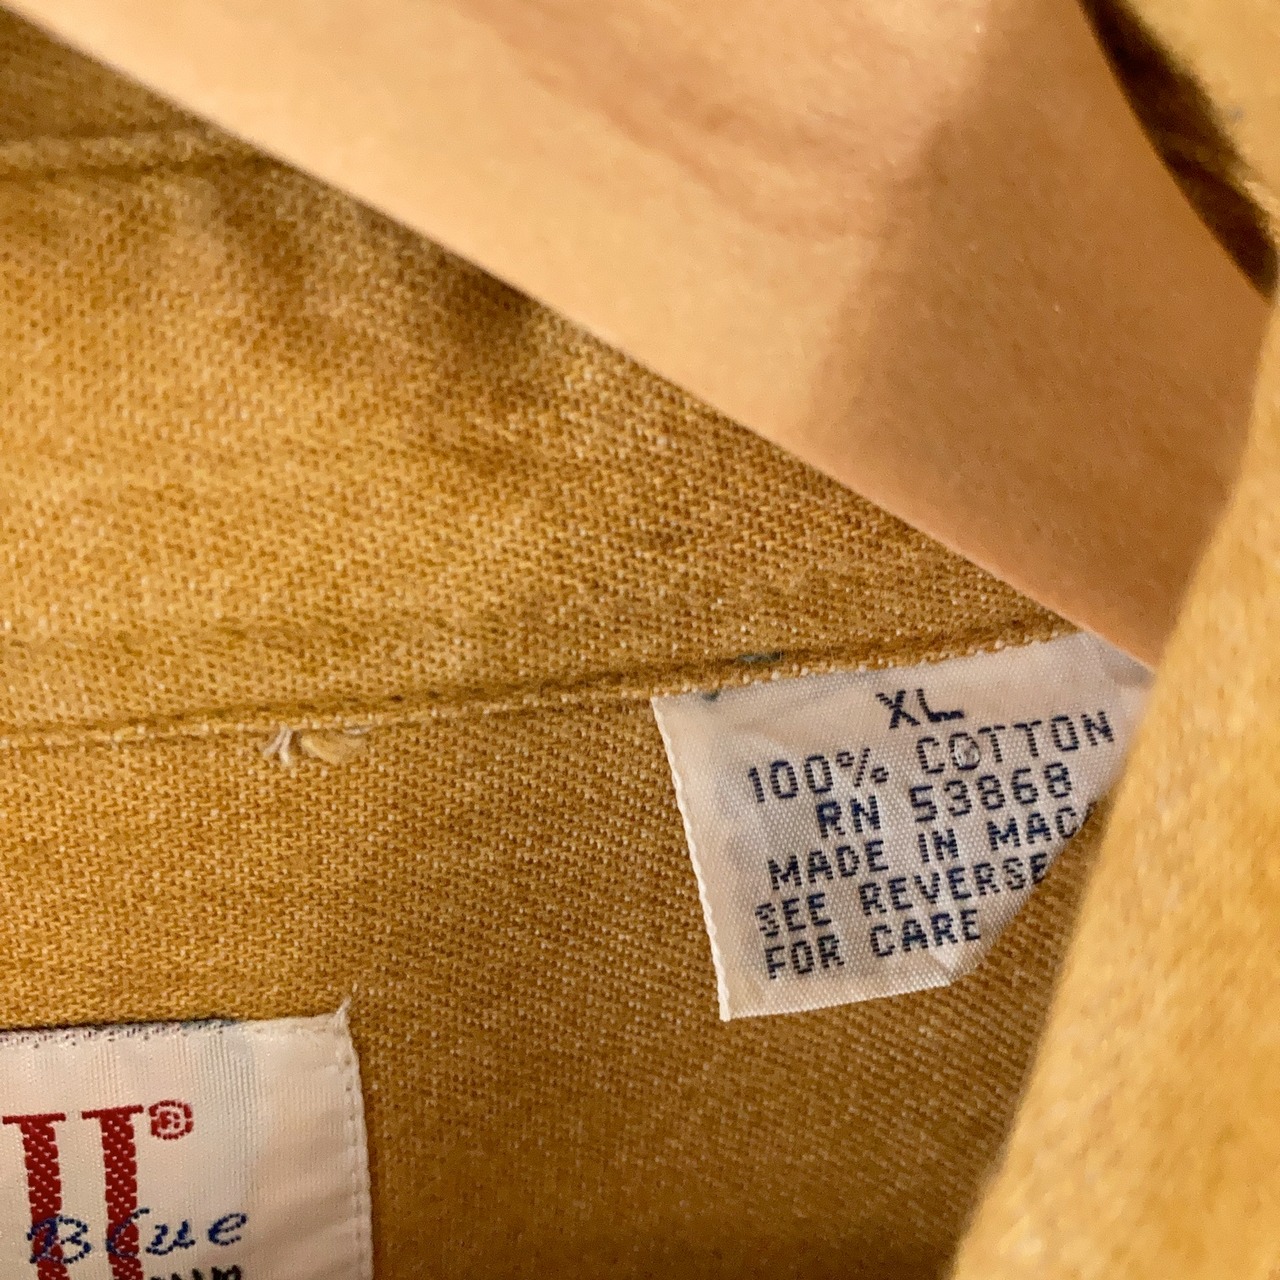 XL
100% COTTON
RN 53868
MADE IN MAC
SEE REVERSE
FOR CARE
®
Blue